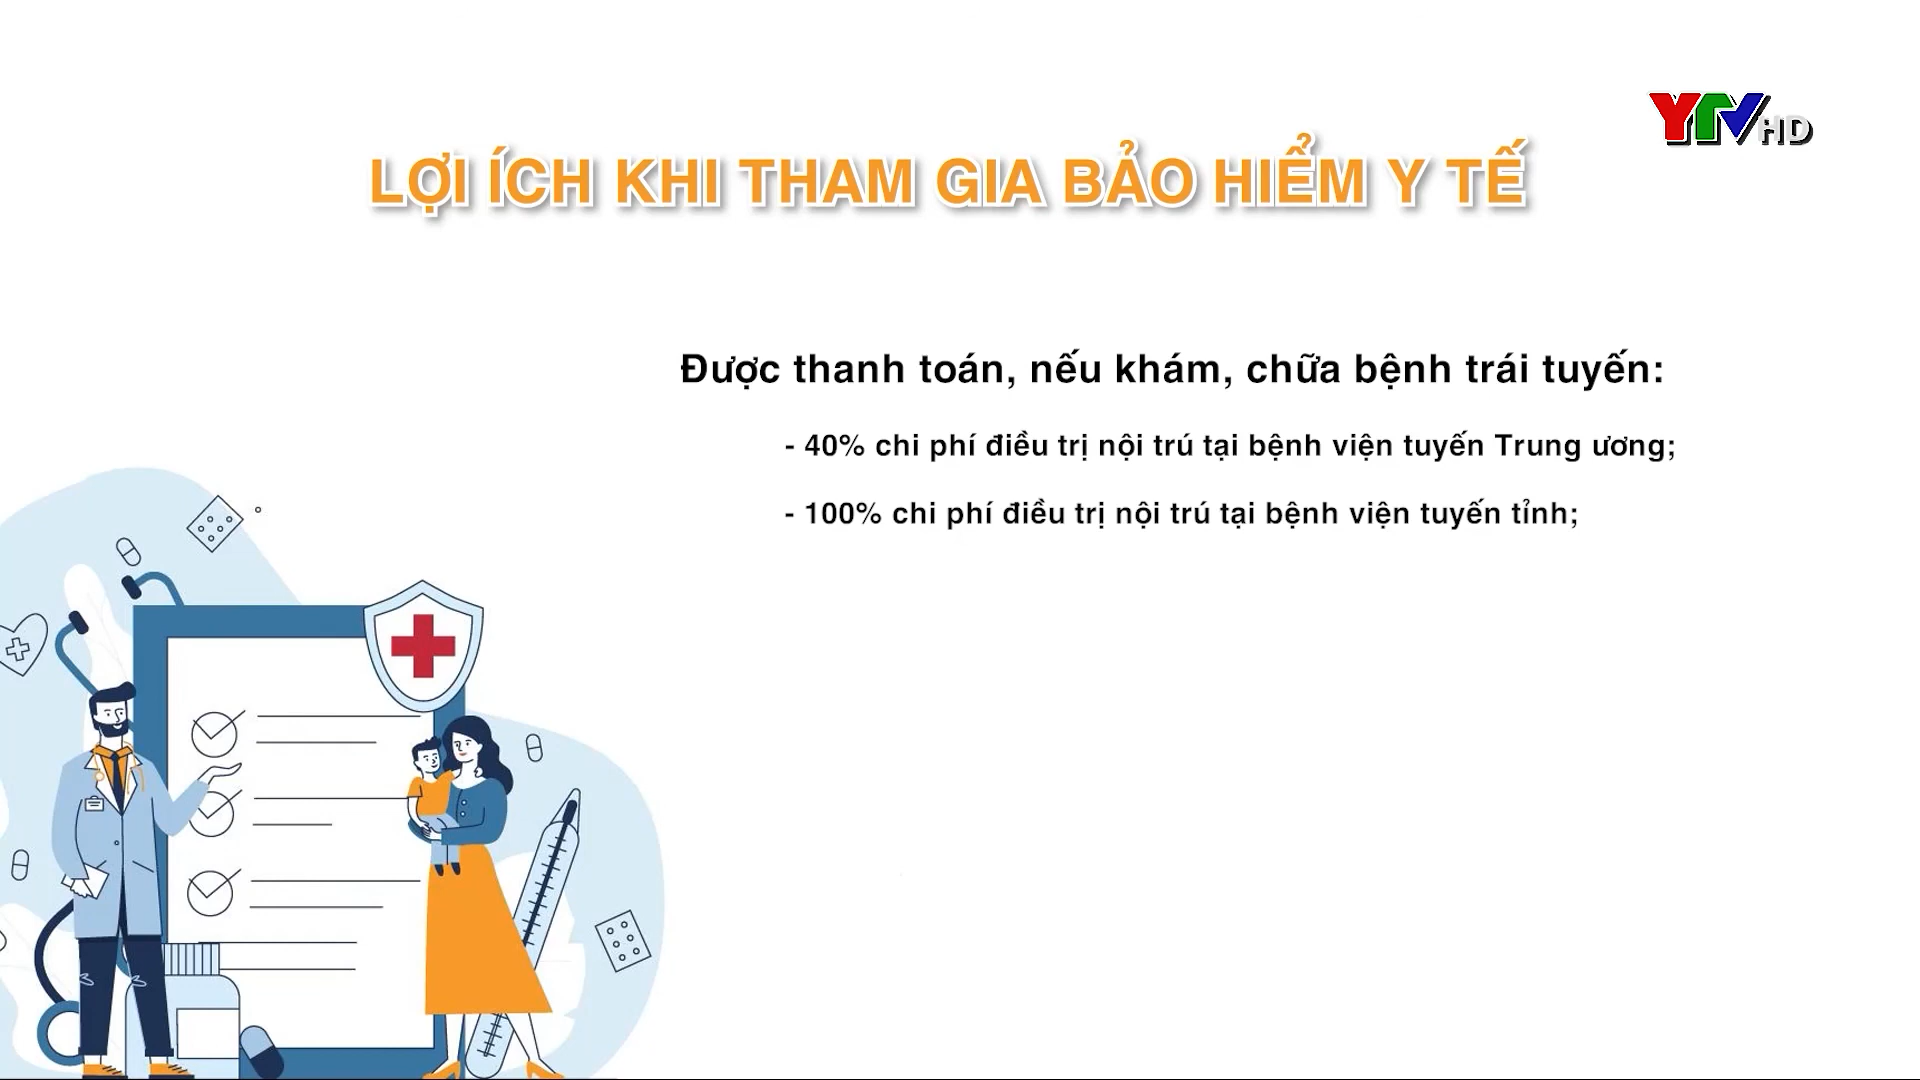 YTV HD
LỢI ÍCH KHI THAM GIA BẢO HIỂM Y TẾ
Được thanh toán, nếu khám, chữa bệnh trái tuyến:
- 40% chi phí điều trị nội trú tại bệnh viện tuyến Trung ương;
- 100% chi phí điều trị nội trú tại bệnh viện tuyến tỉnh;